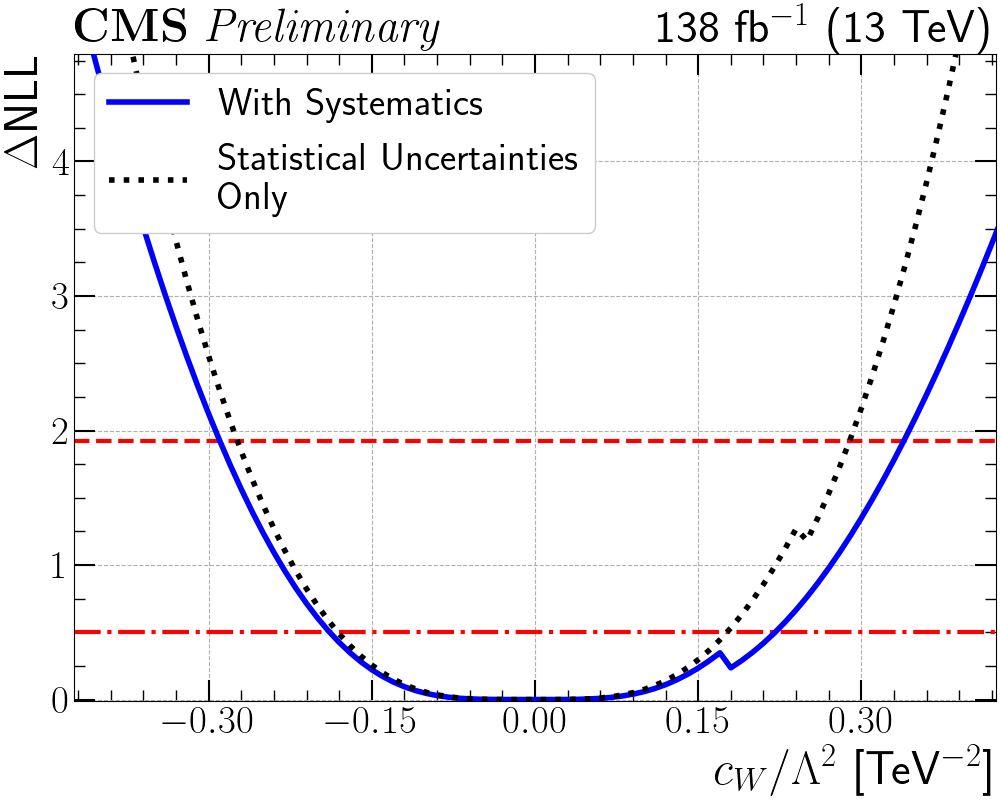 CMS Preliminary 138 fb⁻¹ (13 TeV)
ΔNLL
With Systematics
Statistical Uncertainties
Only
4
3
2
1
0
−0.30 −0.15 0.00 0.15 0.30
c_W/Λ² [TeV⁻²]